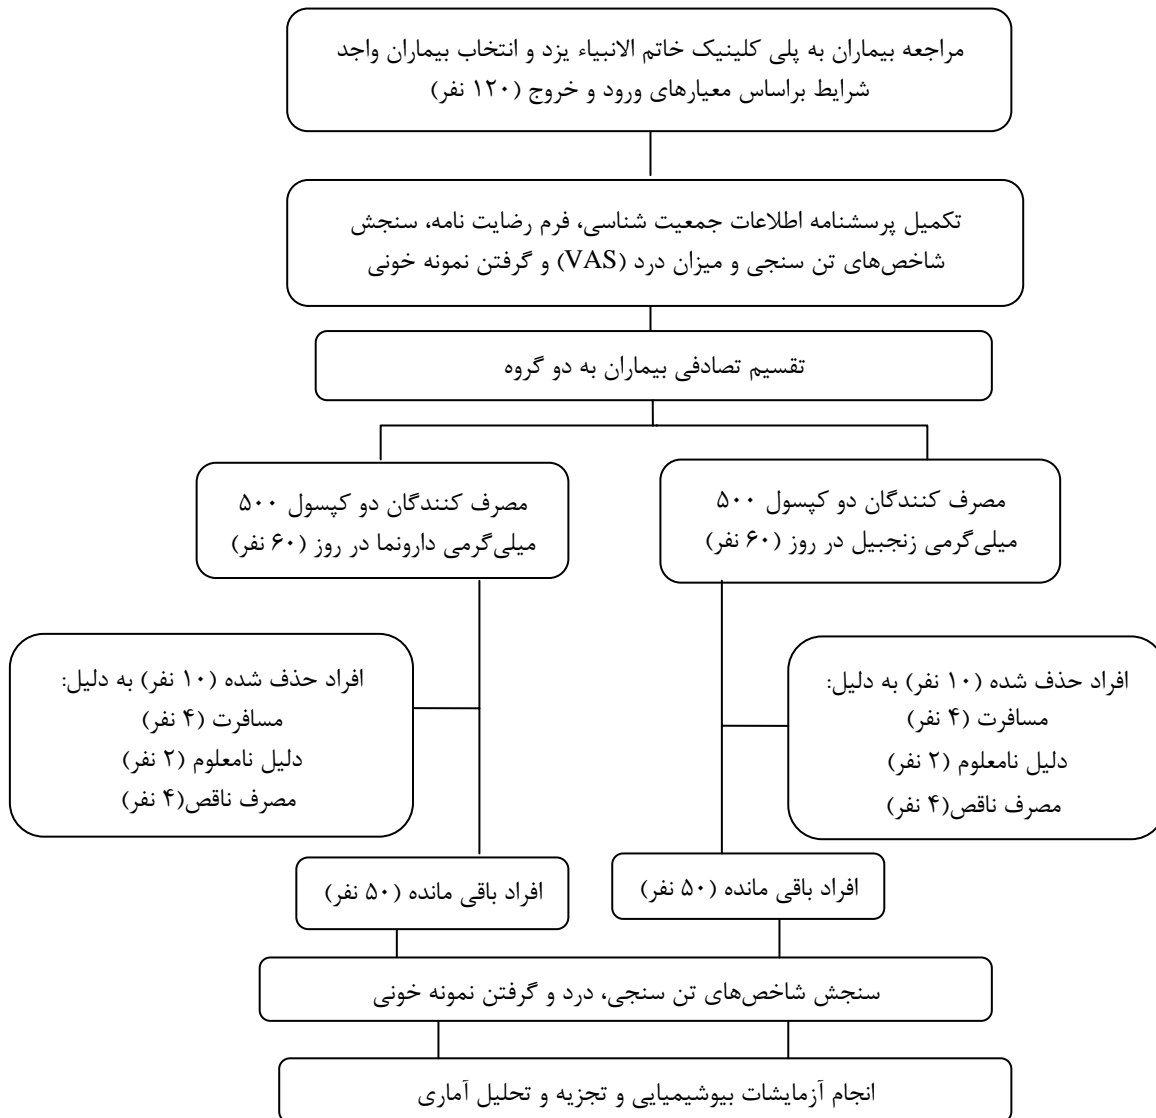 مراجعه بیماران به پلی کلینیک خاتم الانبیاء یزد و انتخاب بیماران واجد
شرایط براساس معیارهای ورود و خروج (۱۲۰ نفر)
تکمیل پرسشنامه اطلاعات جمعیت شناسی، فرم رضایت نامه، سنجش
شاخص‌های تن سنجی و میزان درد (VAS) و گرفتن نمونه خونی
تقسیم تصادفی بیماران به دو گروه
مصرف کنندگان دو کپسول ۵۰۰
میلی‌گرمی زنجبیل در روز (۶۰ نفر)
مصرف کنندگان دو کپسول ۵۰۰
میلی‌گرمی دارونما در روز (۶۰ نفر)
افراد حذف شده (۱۰ نفر) به دلیل:
مسافرت (۴ نفر)
دلیل نامعلوم (۲ نفر)
مصرف ناقص(۴ نفر)
افراد حذف شده (۱۰ نفر) به دلیل:
مسافرت (۴ نفر)
دلیل نامعلوم (۲ نفر)
مصرف ناقص(۴ نفر)
افراد باقی مانده (۵۰ نفر)
افراد باقی مانده (۵۰ نفر)
سنجش شاخص‌های تن سنجی، درد و گرفتن نمونه خونی
انجام آزمایشات بیوشیمیایی و تجزیه و تحلیل آماری